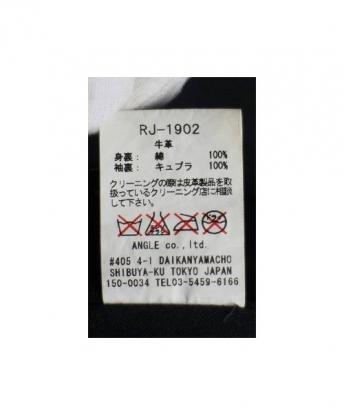 RJ-1902
牛革
身裏: 綿 100%
袖裏: キュプラ 100%
クリーニングの際は皮革製品を取
扱っているクリーニング店に相談
して下さい。
ANGLE co., ltd.
#405 4-1 DAIKANYAMACHO
SHIBUYA-KU TOKYO JAPAN
150-0034 TEL03-5459-6166